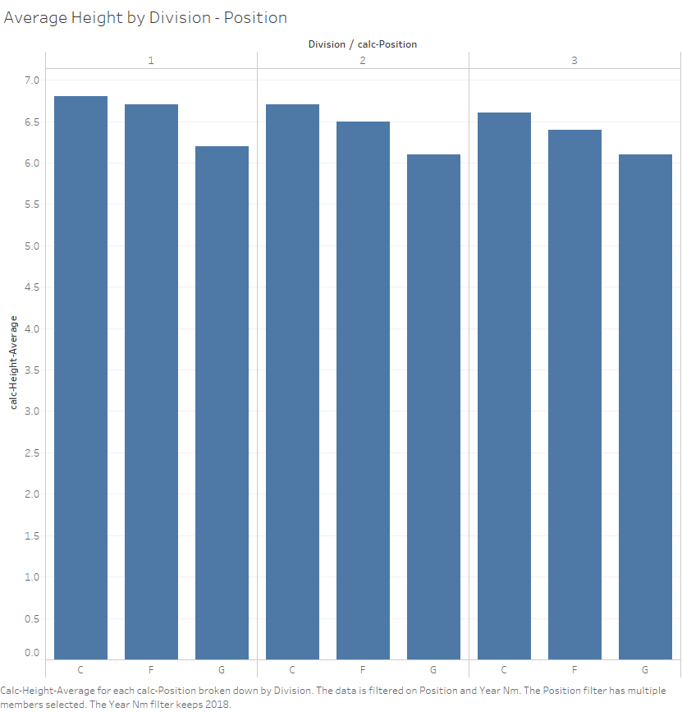 Average Height by Division - Position
Division / calc-Position
1 2 3
calc-Height-Average
7.0
6.5
6.0
5.5
5.0
4.5
4.0
3.5
3.0
2.5
2.0
1.5
1.0
0.5
0.0
C F G C F G C F G
Calc-Height-Average for each calc-Position broken down by Division. The data is filtered on Position and Year Nm. The Position filter has multiple
members selected. The Year Nm filter keeps 2018.